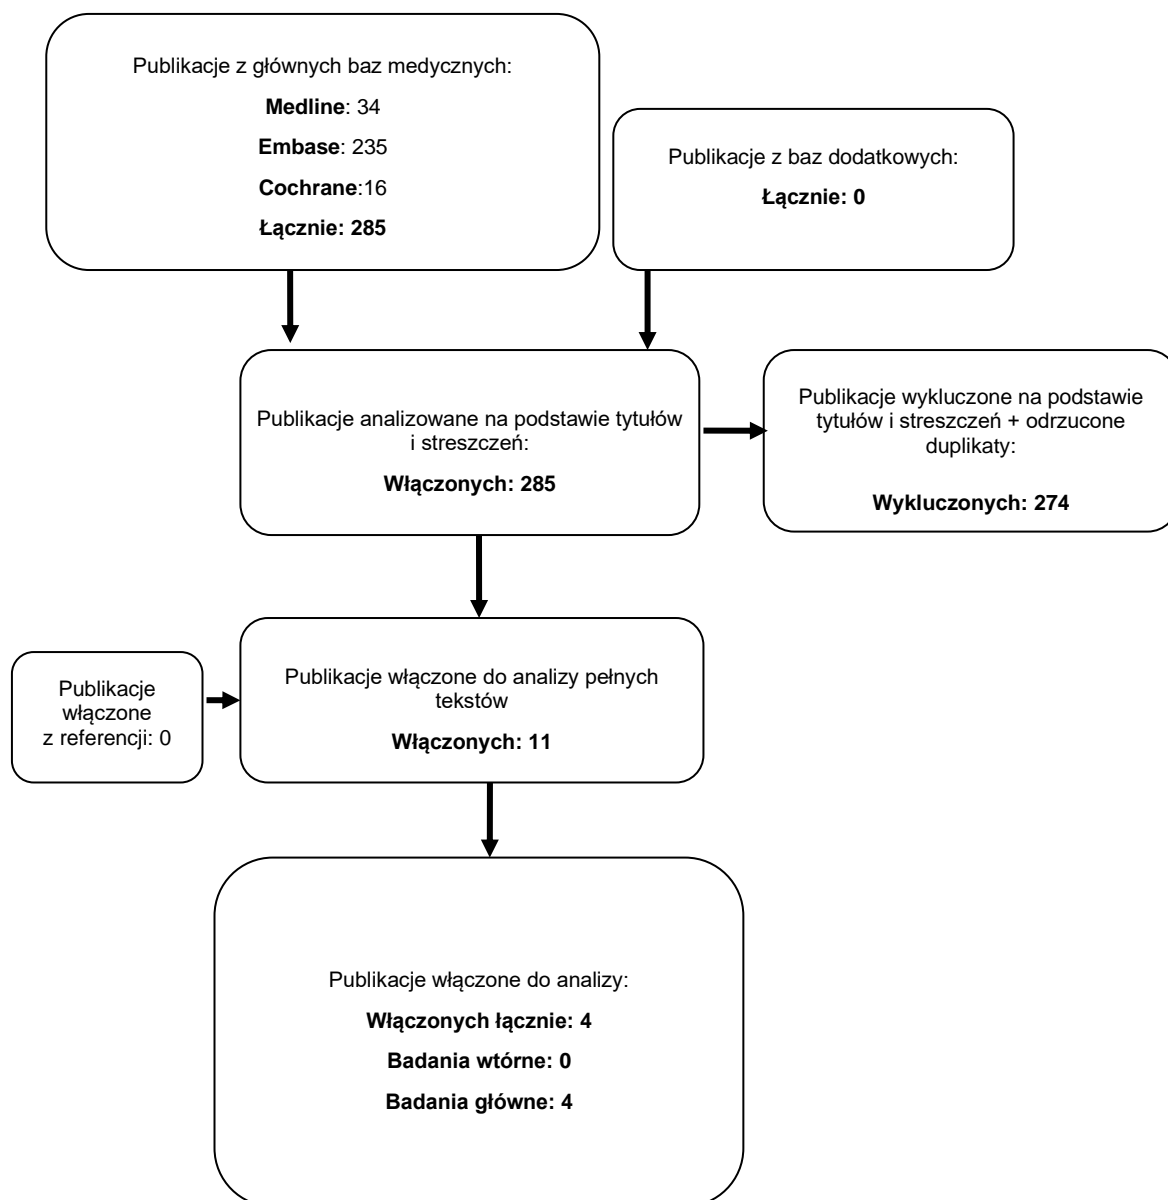 Publikacje z głównych baz medycznych:
Medline: 34
Embase: 235
Cochrane:16
Łącznie: 285
Publikacje z baz dodatkowych:
Łącznie: 0
Publikacje analizowane na podstawie tytułów
i streszczeń:
Włączonych: 285
Publikacje wykluczone na podstawie
tytułów i streszczeń + odrzucone
duplikaty:
Wykluczonych: 274
Publikacje
włączone
z referencji: 0
Publikacje włączone do analizy pełnych
tekstów
Włączonych: 11
Publikacje włączone do analizy:
Włączonych łącznie: 4
Badania wtórne: 0
Badania główne: 4